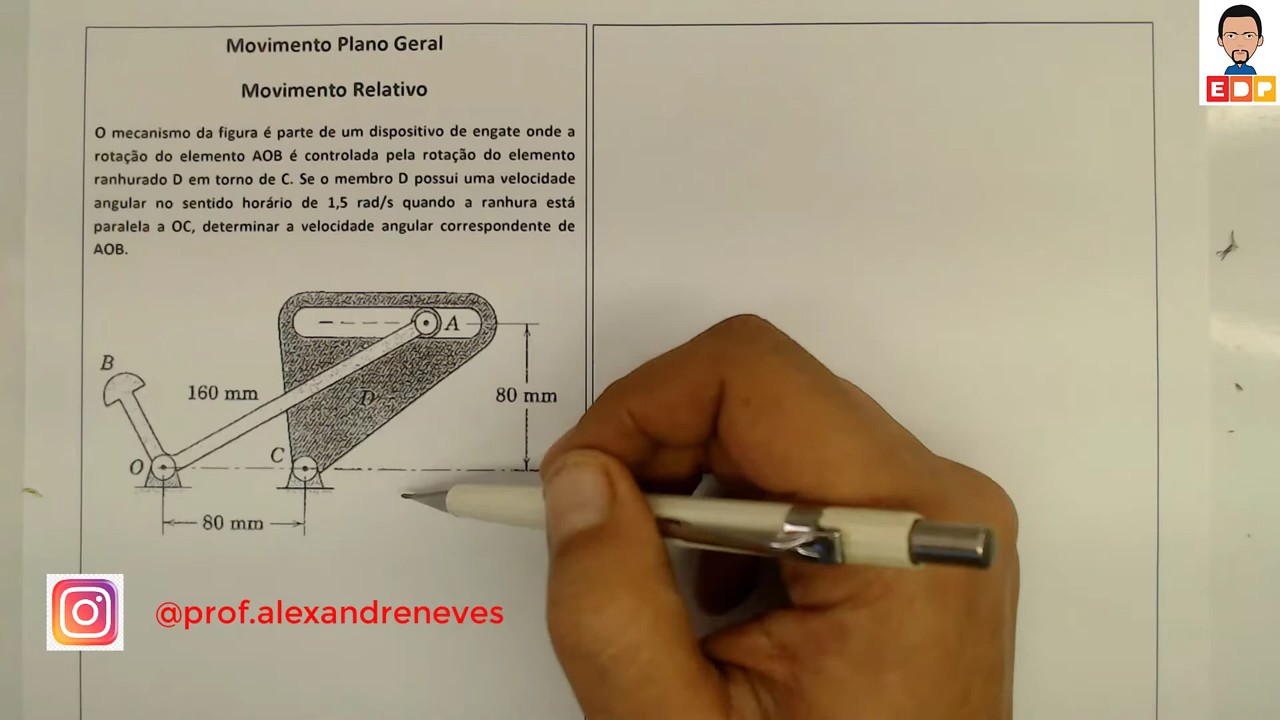 Movimento Plano Geral
Movimento Relativo
O mecanismo da figura é parte de um dispositivo de engate onde a
rotação do elemento AOB é controlada pela rotação do elemento
ranhurado D em torno de C. Se o membro D possui uma velocidade
angular no sentido horário de 1,5 rad/s quando a ranhura está
paralela a OC, determinar a velocidade angular correspondente de
AOB.
A
B
160 mm
D
80 mm
C
O
80 mm
@prof.alexandreneves
EDP